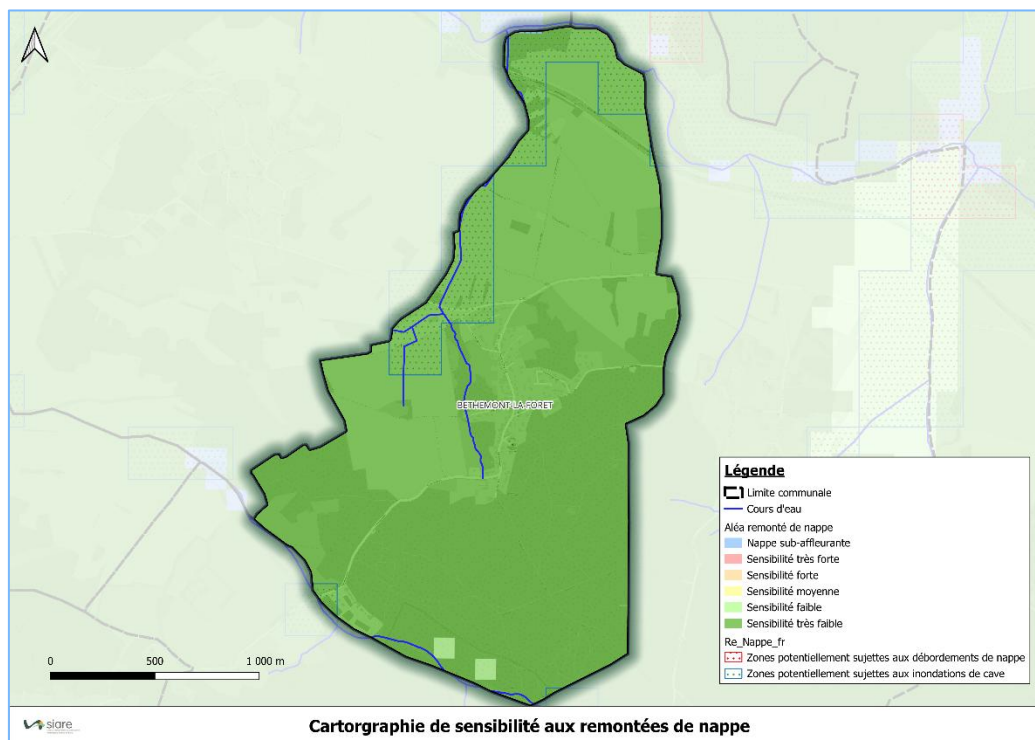 BETHEMONT-LA-FORET
Légende
Limite communale
Cours d'eau
Aléa remonté de nappe
Nappe sub-affleurante
Sensibilité très forte
Sensibilité forte
Sensibilité moyenne
Sensibilité faible
Sensibilité très faible
Re_Nappe_fr
Zones potentiellement sujettes aux débordements de nappe
Zones potentiellement sujettes aux inondations de cave
0 500 1 000 m
siare
Cartorgraphie de sensibilité aux remontées de nappe